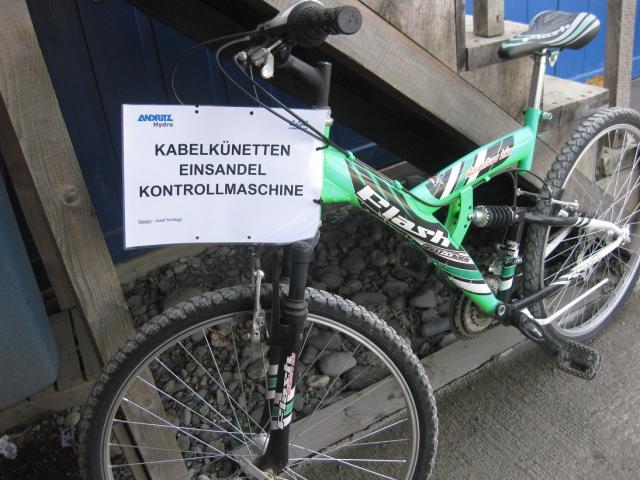 ANDRITZ
Hydro
KABELKÜNETTEN
EINSANDEL
KONTROLLMASCHINE
Flash
Flash